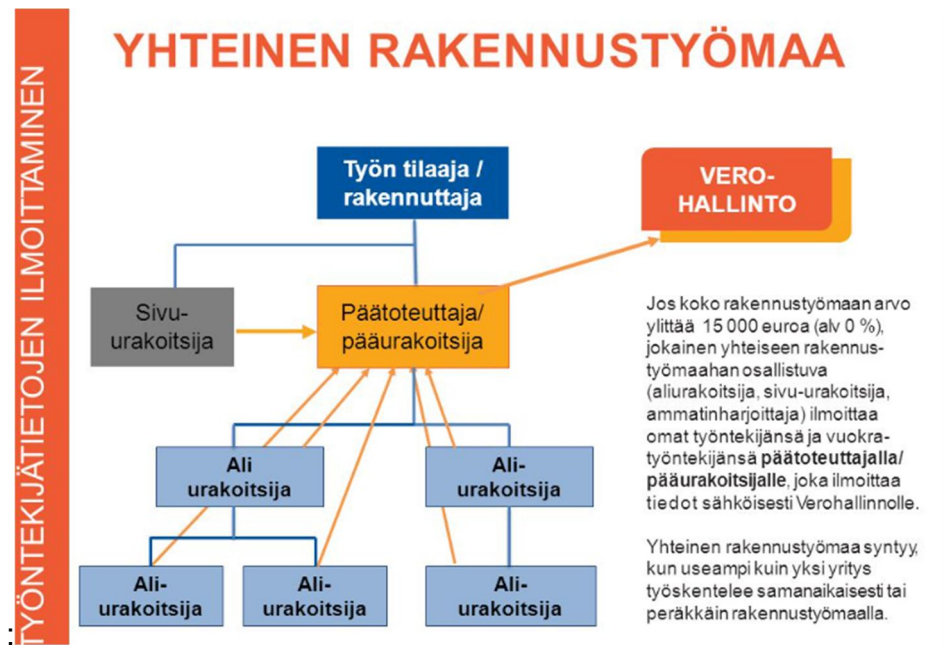 TYÖNTEKIJÄTIETOJEN ILMOITTAMINEN
YHTEINEN RAKENNUSTYÖMAA
Työn tilaaja /
rakennuttaja
VERO-
HALLINTO
Sivu-
urakoitsija
Päätoteuttaja/
pääurakoitsija
Ali
urakoitsija
Ali-
urakoitsija
Ali-
urakoitsija
Ali-
urakoitsija
Ali-
urakoitsija
Jos koko rakennustyömaan arvo
ylittää 15 000 euroa (alv 0 %),
jokainen yhteiseen rakennus-
työmaahan osallistuva
(aliurakoitsija, sivu-urakoitsija,
ammatinharjoittaja) ilmoittaa
omat työntekijänsä ja vuokra-
työntekijänsä päätoteuttajalla/
pääurakoitsijalle, joka ilmoittaa
tiedot sähköisesti Verohallinnolle.
Yhteinen rakennustyömaa syntyy,
kun useampi kuin yksi yritys
työskentelee samanaikaisesti tai
peräkkäin rakennustyömaalla.